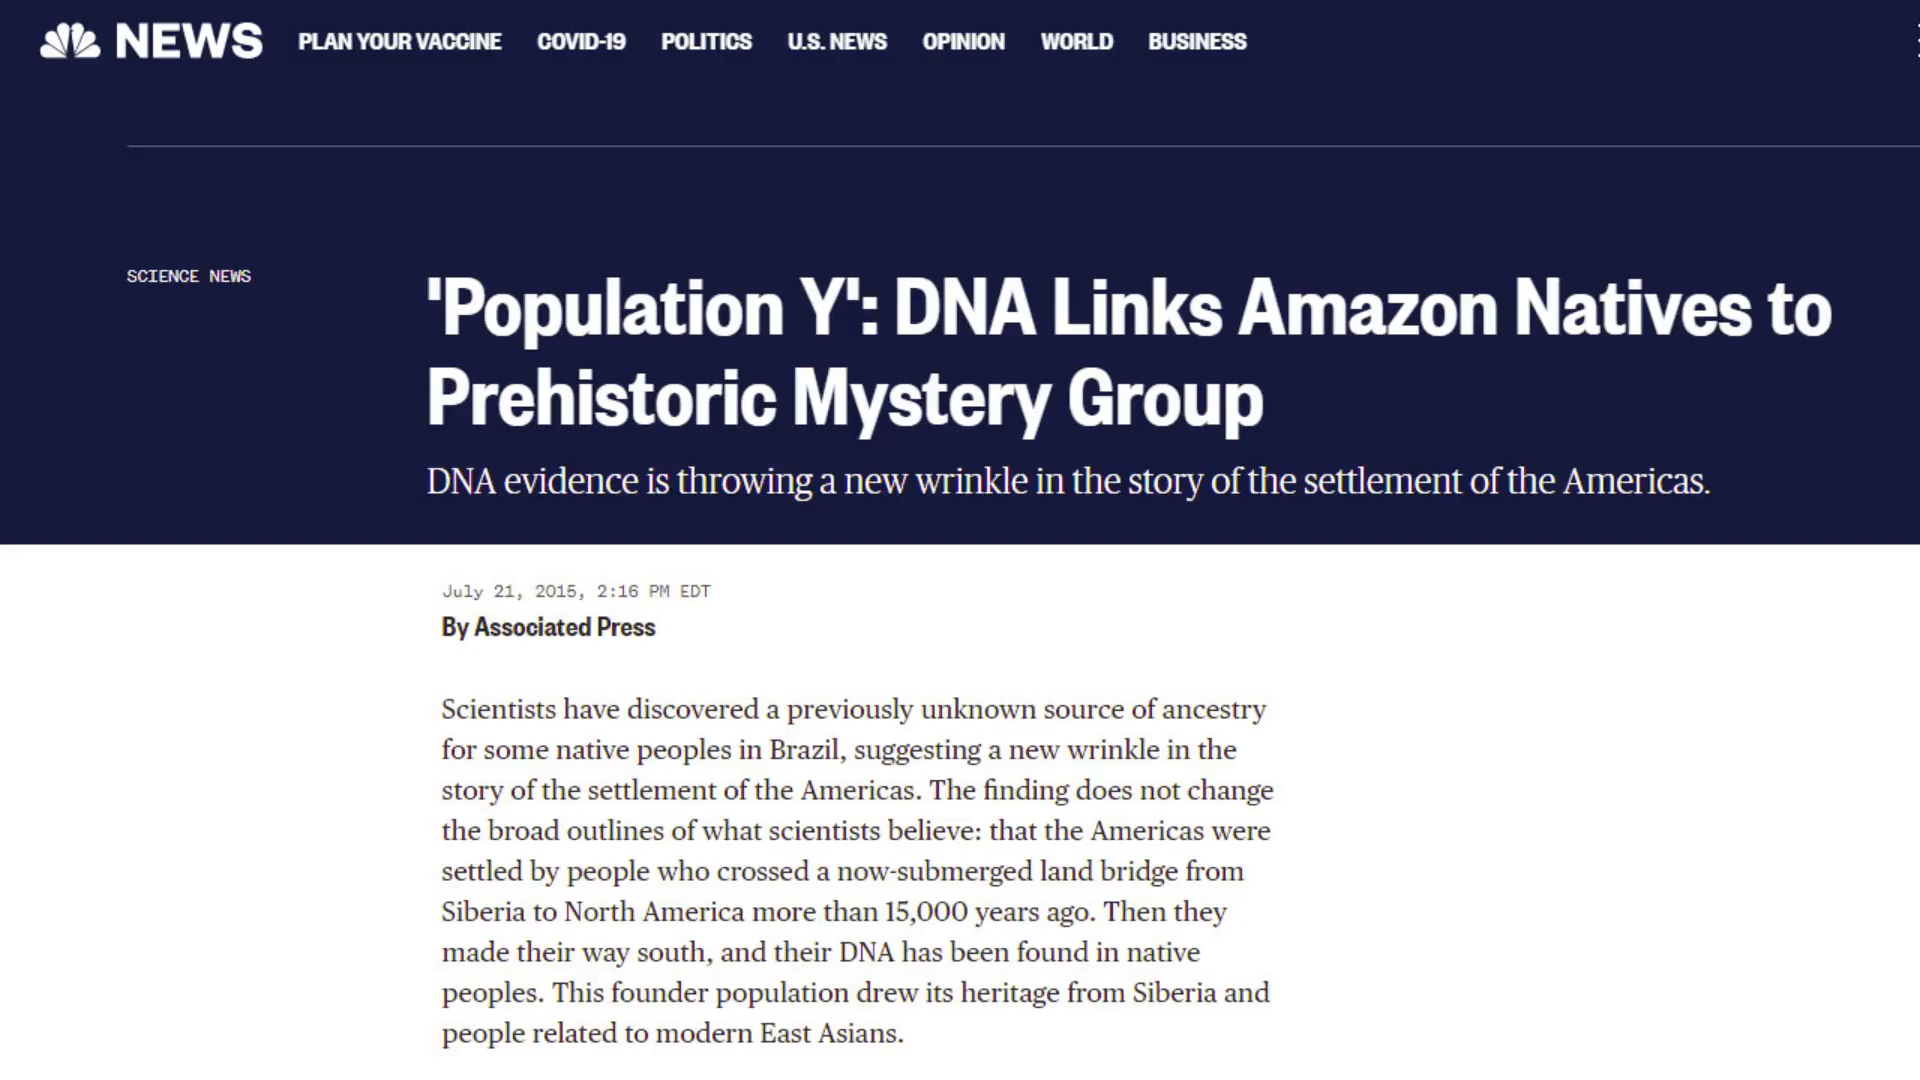 NEWS PLAN YOUR VACCINE COVID-19 POLITICS U.S. NEWS OPINION WORLD BUSINESS
SCIENCE NEWS
'Population Y': DNA Links Amazon Natives to
Prehistoric Mystery Group
DNA evidence is throwing a new wrinkle in the story of the settlement of the Americas.
July 21, 2015, 2:16 PM EDT
By Associated Press
Scientists have discovered a previously unknown source of ancestry
for some native peoples in Brazil, suggesting a new wrinkle in the
story of the settlement of the Americas. The finding does not change
the broad outlines of what scientists believe: that the Americas were
settled by people who crossed a now-submerged land bridge from
Siberia to North America more than 15,000 years ago. Then they
made their way south, and their DNA has been found in native
peoples. This founder population drew its heritage from Siberia and
people related to modern East Asians.